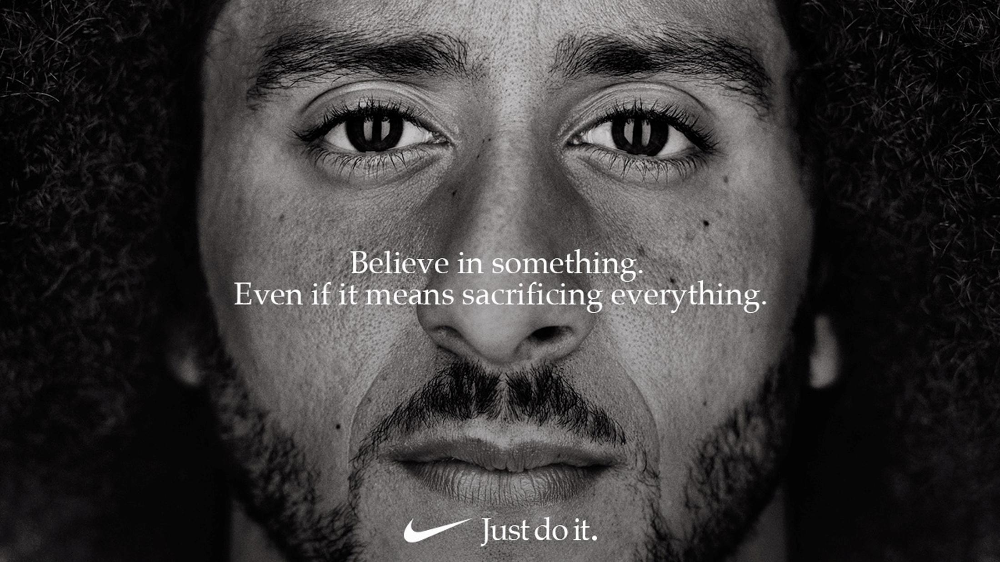 Believe in something.
Even if it means sacrificing everything.
Just do it.